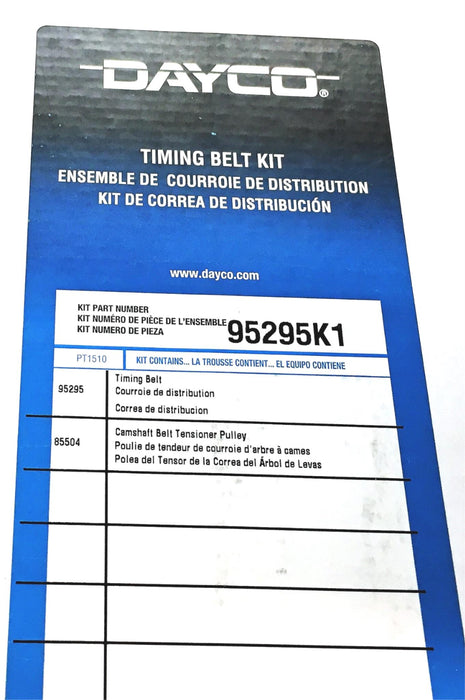 DAYCO®
TIMING BELT KIT
ENSEMBLE DE COURROIE DE DISTRIBUTION
KIT DE CORREA DE DISTRIBUCIÓN
www.dayco.com
KIT PART NUMBER
KIT NUMÉRO DE PIÈCE DE L'ENSEMBLE
KIT NUMERO DE PIEZA
95295K1
PT1510 KIT CONTAINS... LA TROUSSE CONTIENT... EL EQUIPO CONTIENE
95295 Timing Belt
Courroie de distribution
Correa de distribucion
85504 Camshaft Belt Tensioner Pulley
Poulie de tendeur de courroie d'arbre à cames
Polea del Tensor de la Correa del Árbol de Levas